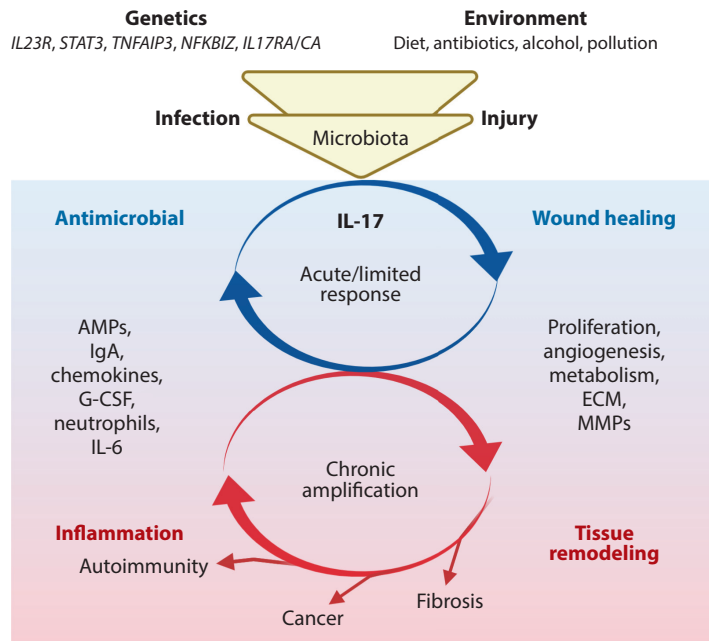 Genetics
IL23R, STAT3, TNFAIP3, NFKBIZ, IL17RA/CA
Environment
Diet, antibiotics, alcohol, pollution
Infection
Injury
Microbiota
Antimicrobial
IL-17
Wound healing
Acute/limited
response
AMPs,
IgA,
chemokines,
G-CSF,
neutrophils,
IL-6
Proliferation,
angiogenesis,
metabolism,
ECM,
MMPs
Chronic
amplification
Inflammation
Tissue
remodeling
Autoimmunity
Cancer
Fibrosis